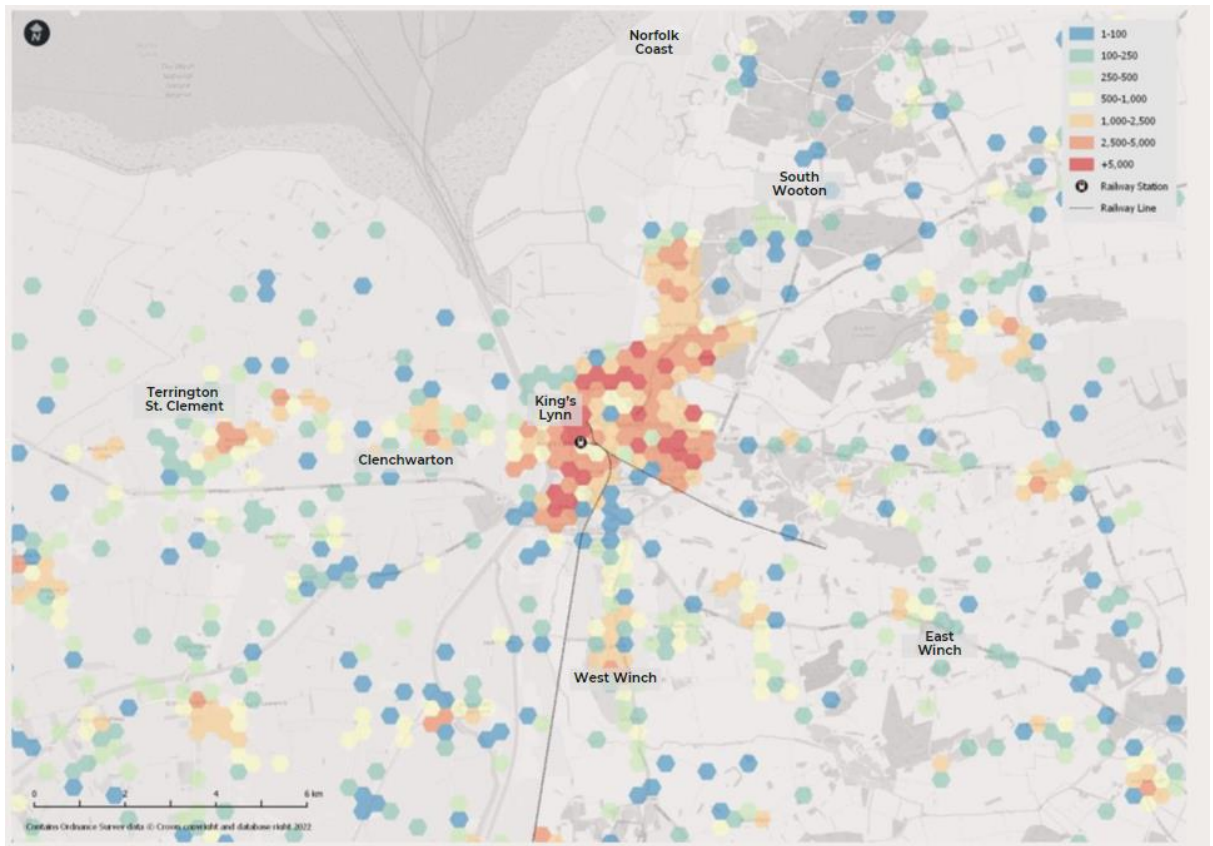 N
Norfolk
Coast
1-100
100-250
250-500
500-1,000
1,000-2,500
2,500-5,000
+5,000
Railway Station
Railway Line
South
Wooton
Terrington
St. Clement
King's
Lynn
Clenchwarton
East
Winch
West Winch
0 2 4 6 km
Contains Ordnance Survey data © Crown copyright and database right 2022